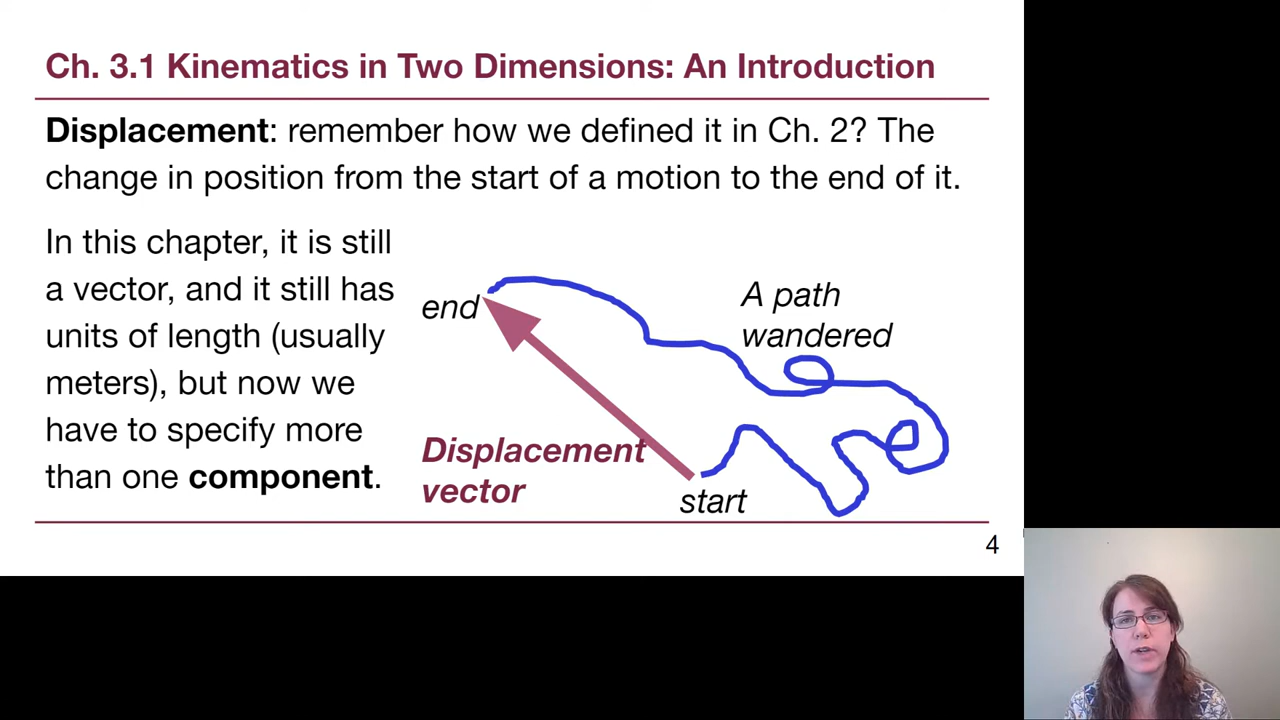 Ch. 3.1 Kinematics in Two Dimensions: An Introduction
Displacement: remember how we defined it in Ch. 2? The
change in position from the start of a motion to the end of it.
In this chapter, it is still
a vector, and it still has
units of length (usually
meters), but now we
have to specify more
than one component.
end
A path
wandered
Displacement
vector
start
4